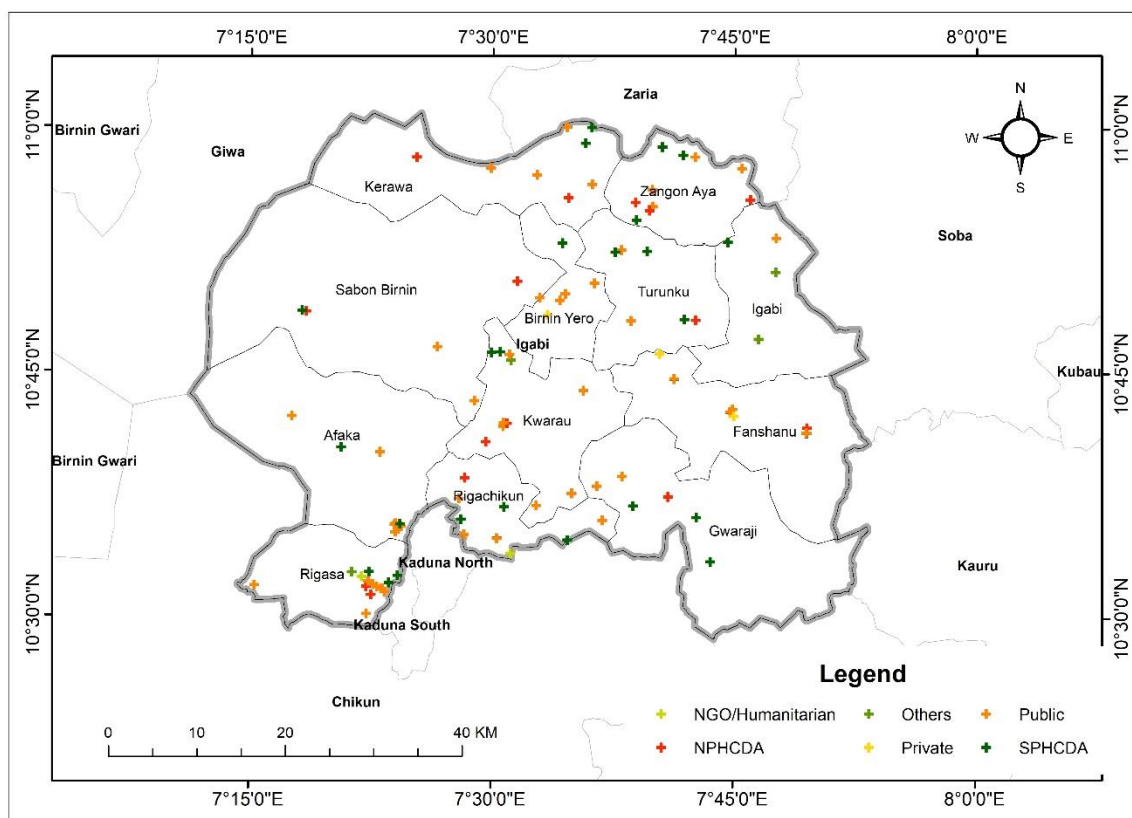 7°15'0"E 7°30'0"E 7°45'0"E 8°0'0"E
N
W E
S
11°0'0"N
11°0'0"N
Zaria
Birnin Gwari
Giwa
Kerawa
Zangon Aya
Soba
Sabon Birnin
Turunku
Igabi
Birnin Yero
Igabi
10°45'0"N
10°45'0"N
Kubau
Kwarau
Afaka
Fanshanu
Birnin Gwari
Rigachikun
Gwaraji
Kaduna North
Rigasa
Kauru
10°30'0"N
10°30'0"N
Kaduna South
Chikun
Legend
NGO/Humanitarian Others Public
NPHCDA Private SPHCDA
0 10 20 40 KM
7°15'0"E 7°30'0"E 7°45'0"E 8°0'0"E